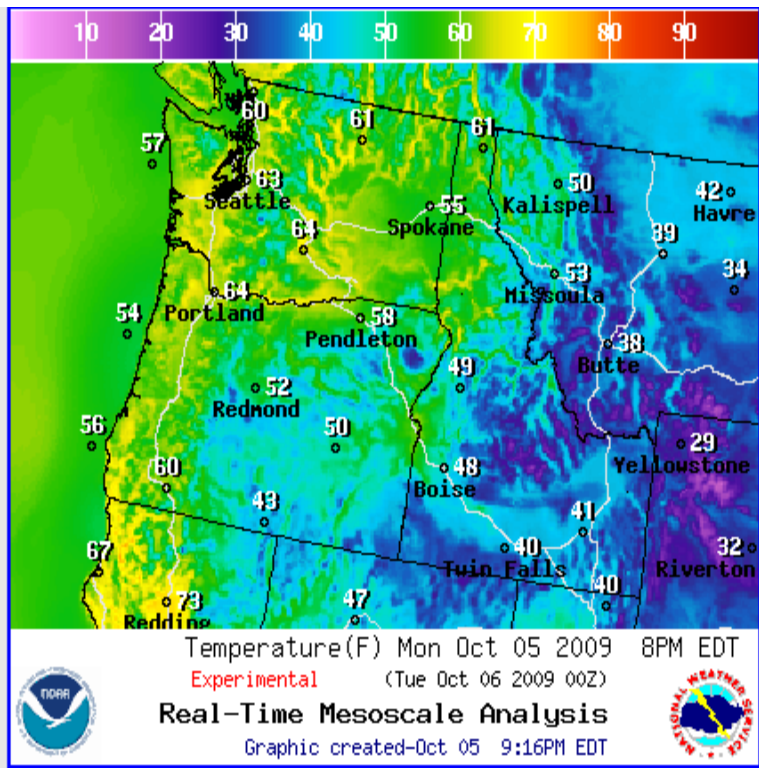 10 20 30 40 50 60 70 80 90
60
61
61
57
63
Seattle
50
Kalispell
42
Havre
55
Spokane
64
39
53
Missoula
34
64
Portland
54
58
Pendleton
38
Butte
49
52
Redmond
56
50
29
Yellowstone
60
48
Boise
43
41
67
40
Twin Falls
32
Riverton
73
Redding
47
40
Temperature(F) Mon Oct 05 2009 8PM EDT
Experimental (Tue Oct 06 2009 00Z)
Real-Time Mesoscale Analysis
Graphic created-Oct 05 9:16PM EDT
NOAA
NATIONAL WEATHER SERVICE